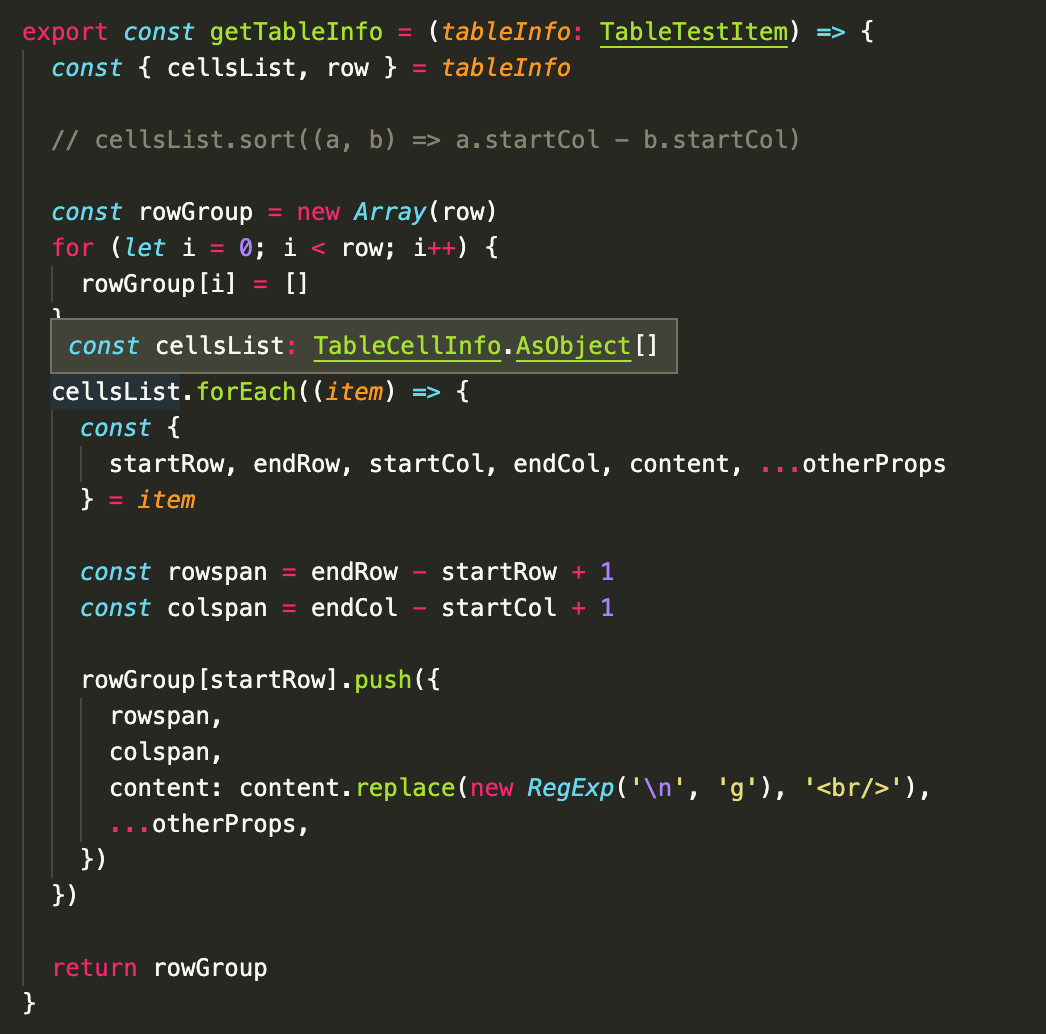 export const getTableInfo = (tableInfo: TableTestItem) => {
const { cellsList, row } = tableInfo
// cellsList.sort((a, b) => a.startCol - b.startCol)
const rowGroup = new Array(row)
for (let i = 0; i < row; i++) {
rowGroup[i] = []
}
const cellsList: TableCellInfo.AsObject[]
cellsList.forEach((item) => {
const {
startRow, endRow, startCol, endCol, content, ...otherProps
} = item
const rowspan = endRow - startRow + 1
const colspan = endCol - startCol + 1
rowGroup[startRow].push({
rowspan,
colspan,
content: content.replace(new RegExp('\n', 'g'), '<br/>'),
...otherProps,
})
})
return rowGroup
}